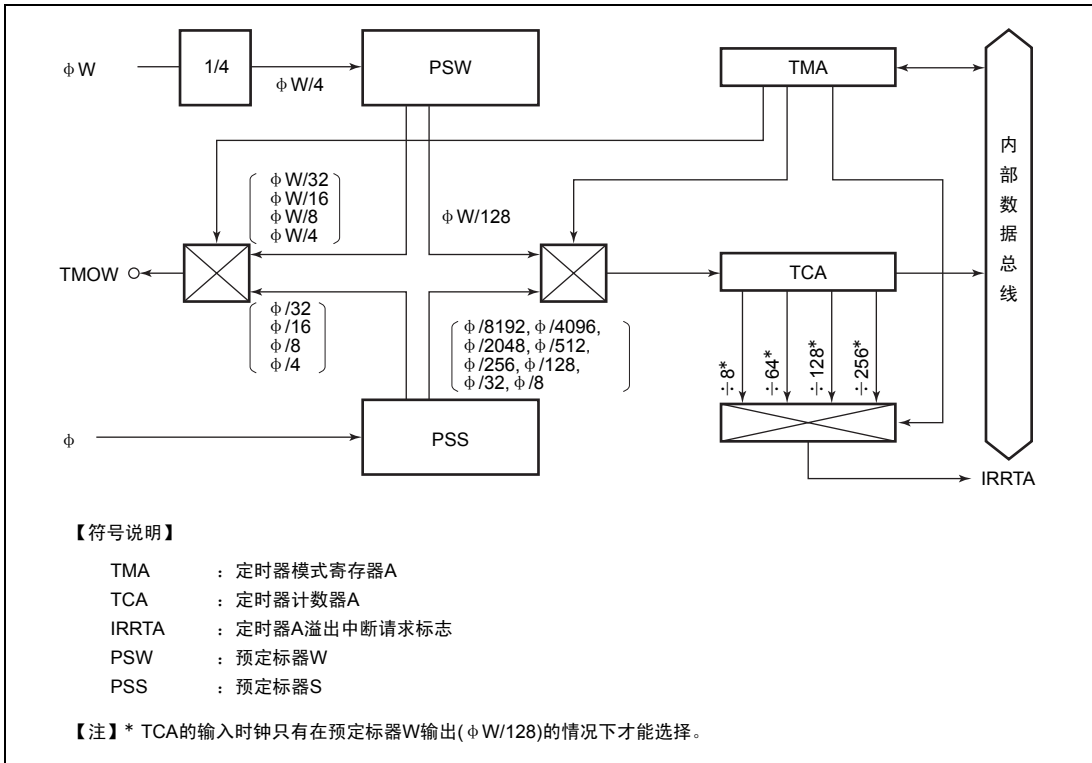 φW
1/4
φW/4
PSW
TMA
内部数据总线
φW/32
φW/16
φW/8
φW/4
φW/128
TMOW
TCA
φ/32
φ/16
φ/8
φ/4
φ/8192, φ/4096,
φ/2048, φ/512,
φ/256, φ/128,
φ/32, φ/8
÷8*
÷64*
÷128*
÷256*
φ
PSS
IRRTA
【符号说明】
TMA : 定时器模式寄存器A
TCA : 定时器计数器A
IRRTA : 定时器A溢出中断请求标志
PSW : 预定标器W
PSS : 预定标器S
【注】* TCA的输入时钟只有在预定标器W输出(φW/128)的情况下才能选择。